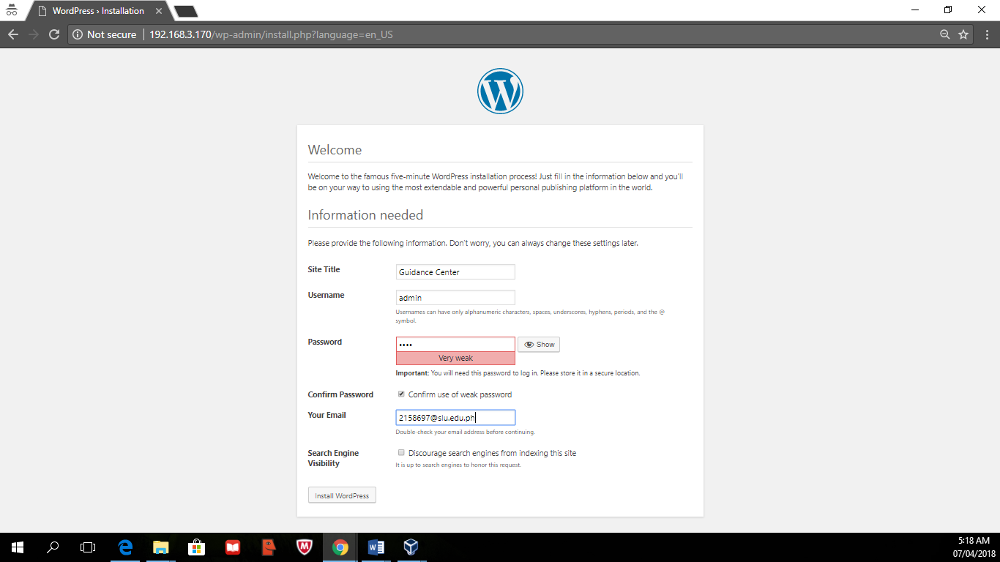 WordPress › Installation
Not secure 192.168.3.170/wp-admin/install.php?language=en_US
Welcome
Welcome to the famous five-minute WordPress installation process! Just fill in the information below and you'll
be on your way to using the most extendable and powerful personal publishing platform in the world.
Information needed
Please provide the following information. Don't worry, you can always change these settings later.
Site Title Guidance Center
Username admin
Usernames can have only alphanumeric characters, spaces, underscores, hyphens, periods, and the @
symbol.
Password •••• Show
Very weak
Important: You will need this password to log in. Please store it in a secure location.
Confirm Password Confirm use of weak password
Your Email 2158697@slu.edu.ph
Double-check your email address before continuing.
Search Engine Discourage search engines from indexing this site
Visibility It is up to search engines to honor this request.
Install WordPress
5:18 AM
07/04/2018